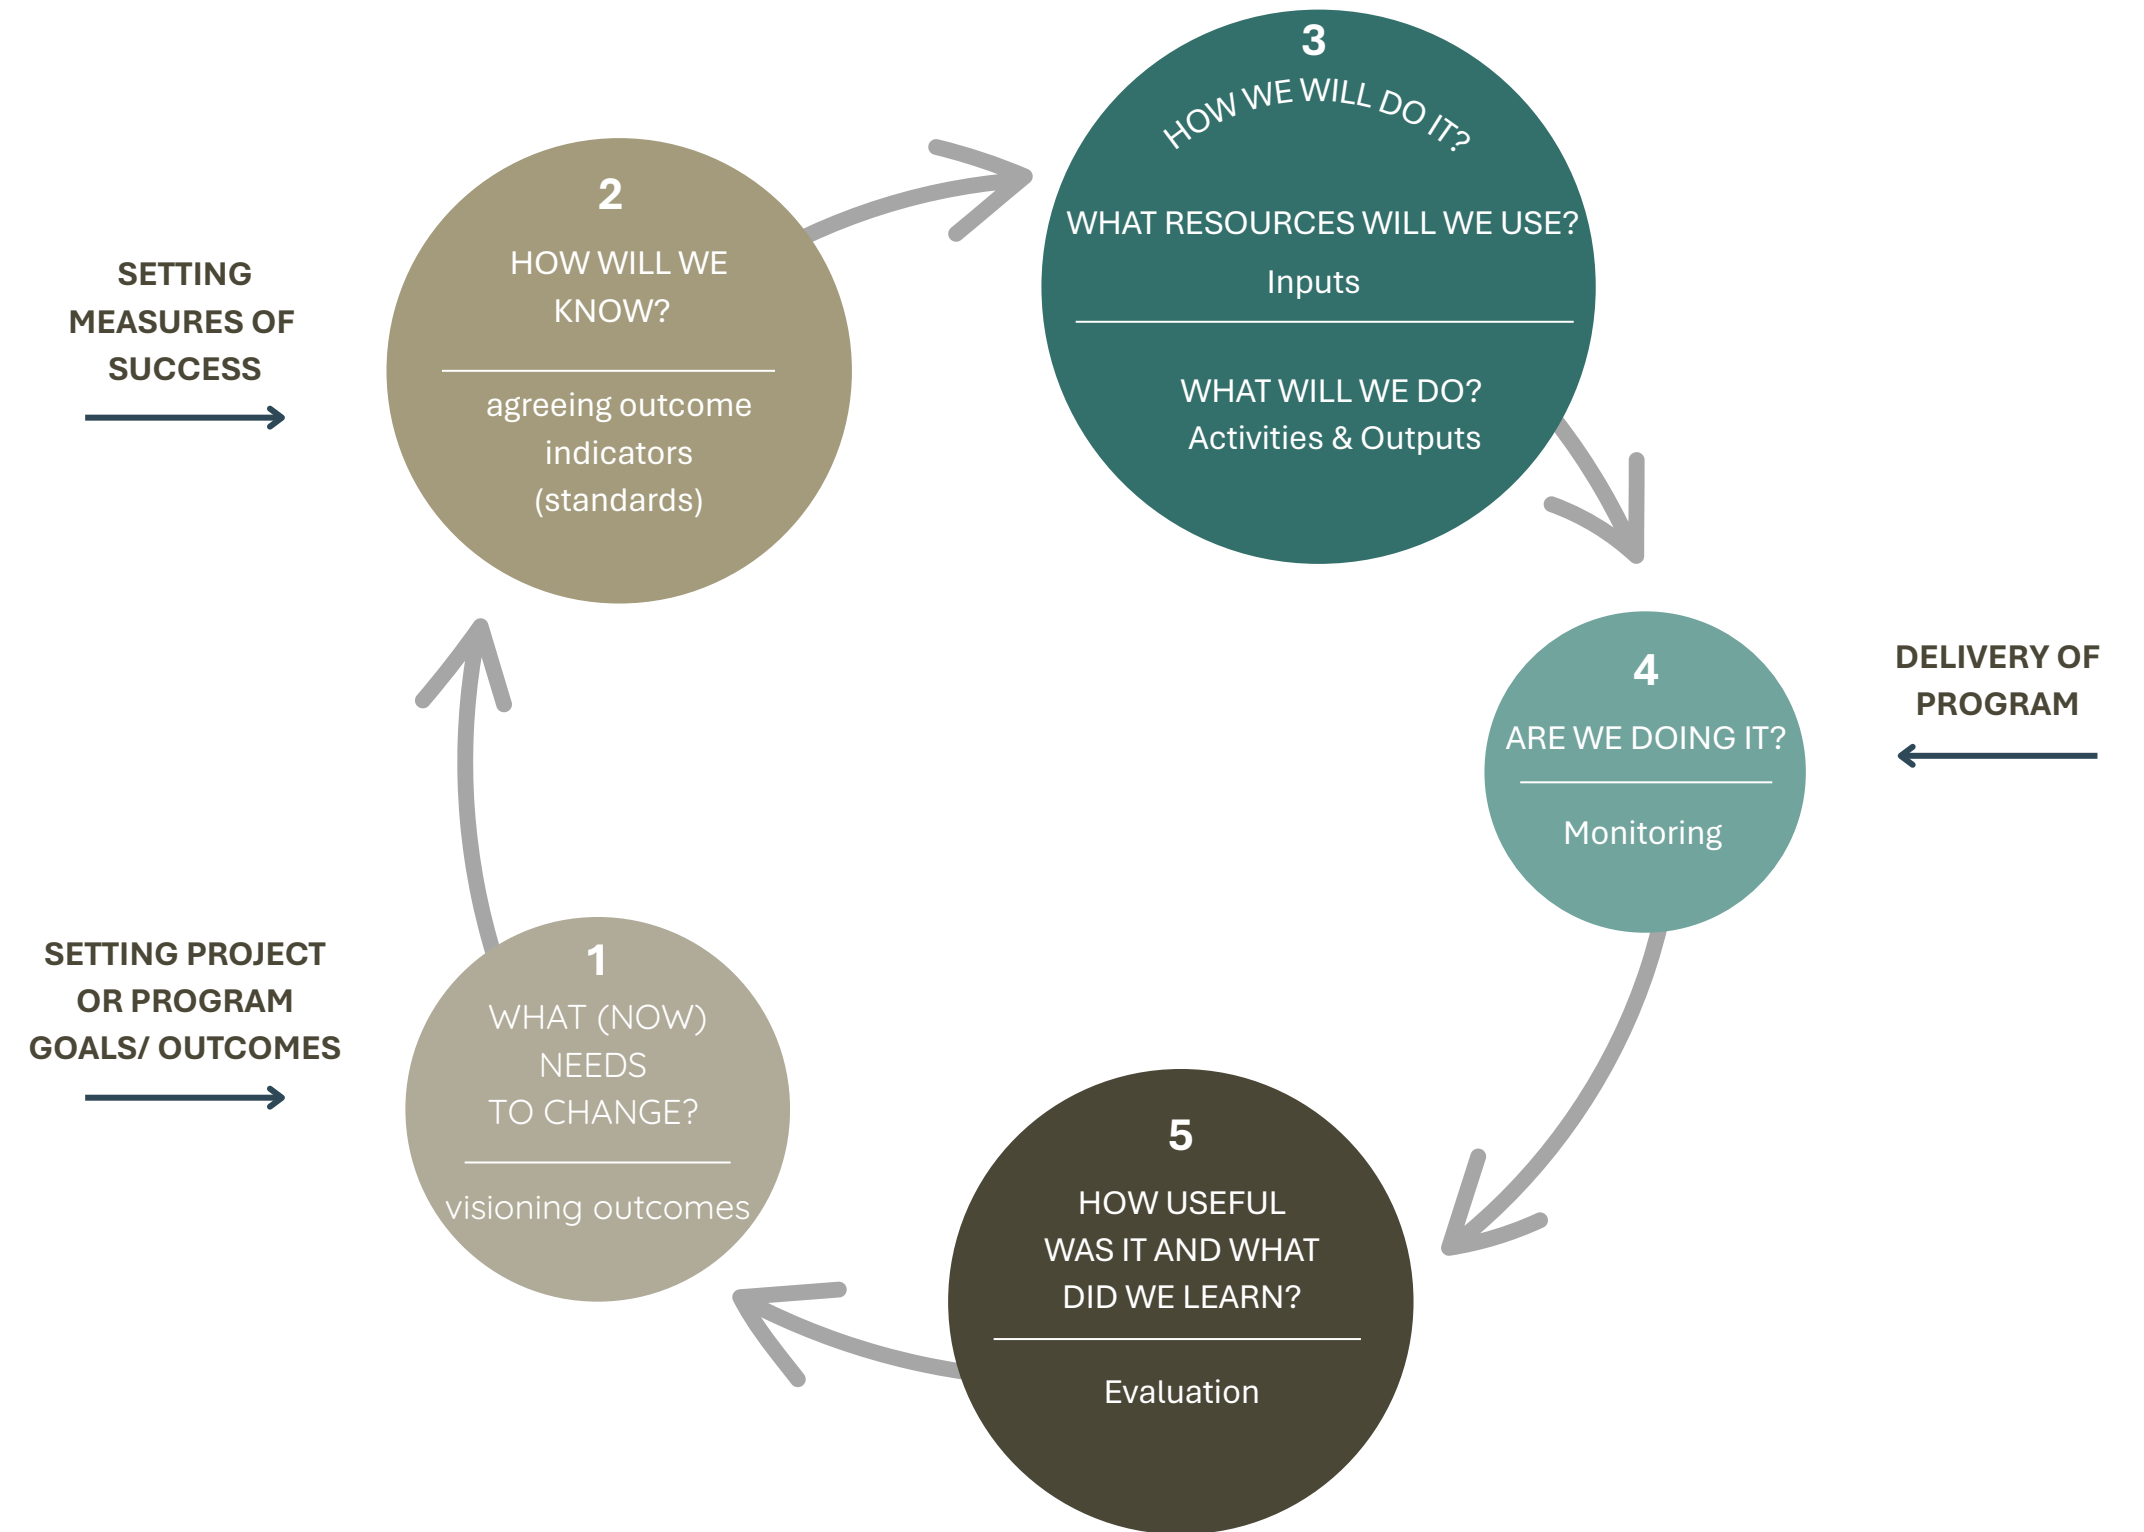 3
HOW WE WILL DO IT?
WHAT RESOURCES WILL WE USE?
Inputs
WHAT WILL WE DO?
Activities & Outputs
2
HOW WILL WE
KNOW?
agreeing outcome
indicators
(standards)
SETTING
MEASURES OF
SUCCESS
4
ARE WE DOING IT?
Monitoring
DELIVERY OF
PROGRAM
SETTING PROJECT
OR PROGRAM
GOALS/ OUTCOMES
1
WHAT (NOW)
NEEDS
TO CHANGE?
visioning outcomes
5
HOW USEFUL
WAS IT AND WHAT
DID WE LEARN?
Evaluation